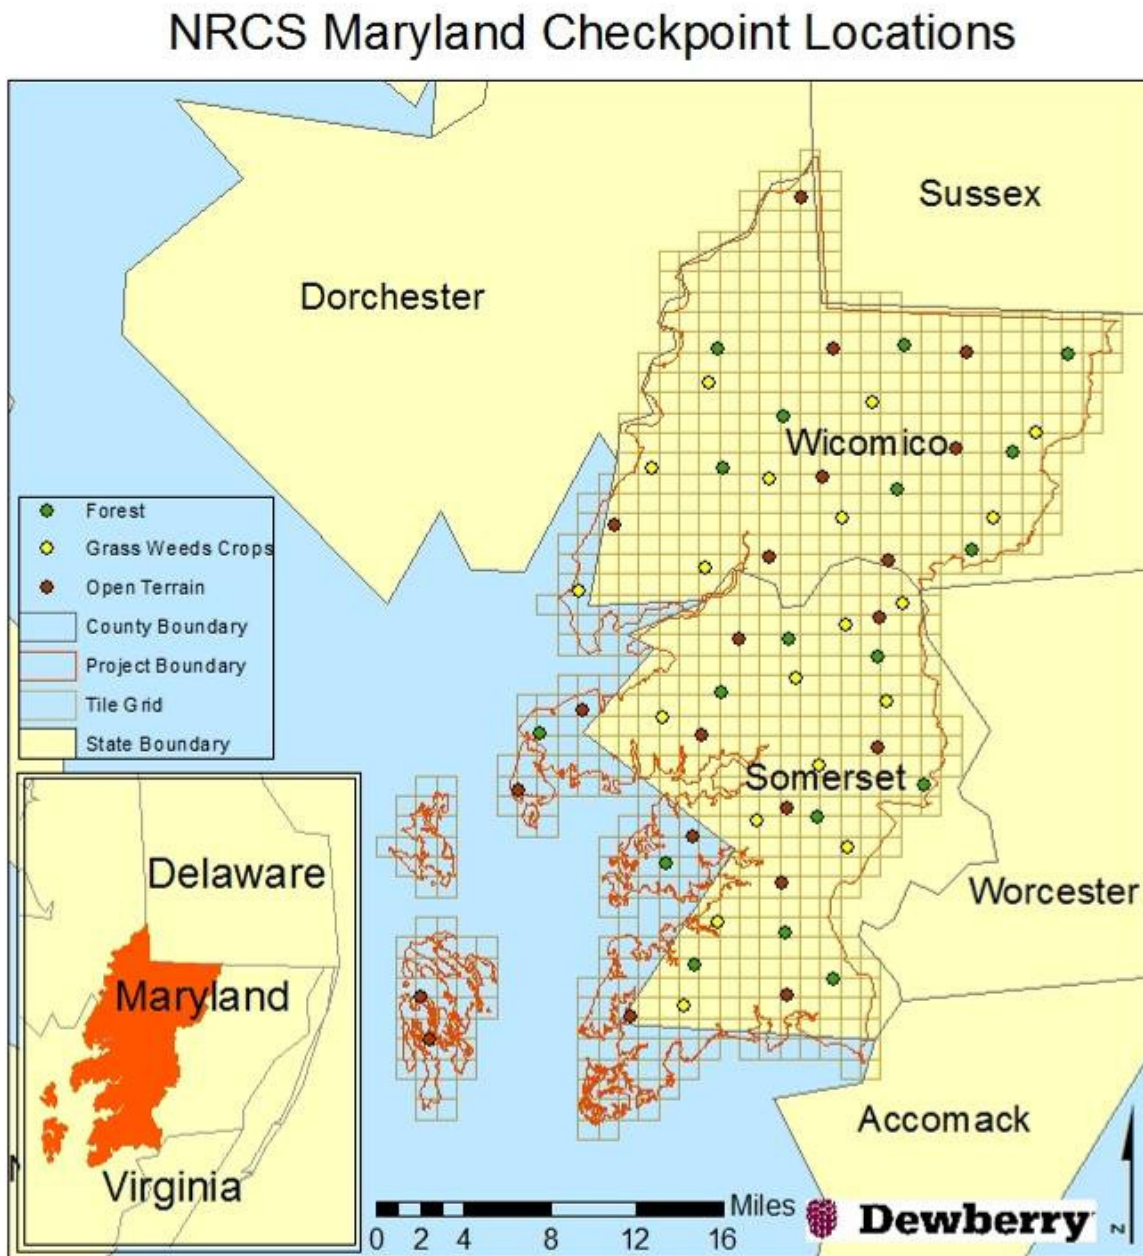 NRCS Maryland Checkpoint Locations
Sussex
Dorchester
Wicomico
Forest
Grass Weeds Crops
Open Terrain
County Boundary
Project Boundary
Tile Grid
State Boundary
Somerset
Delaware
Worcester
Maryland
Accomack
Virginia
Miles
0 2 4 8 12 16
Dewberry
N